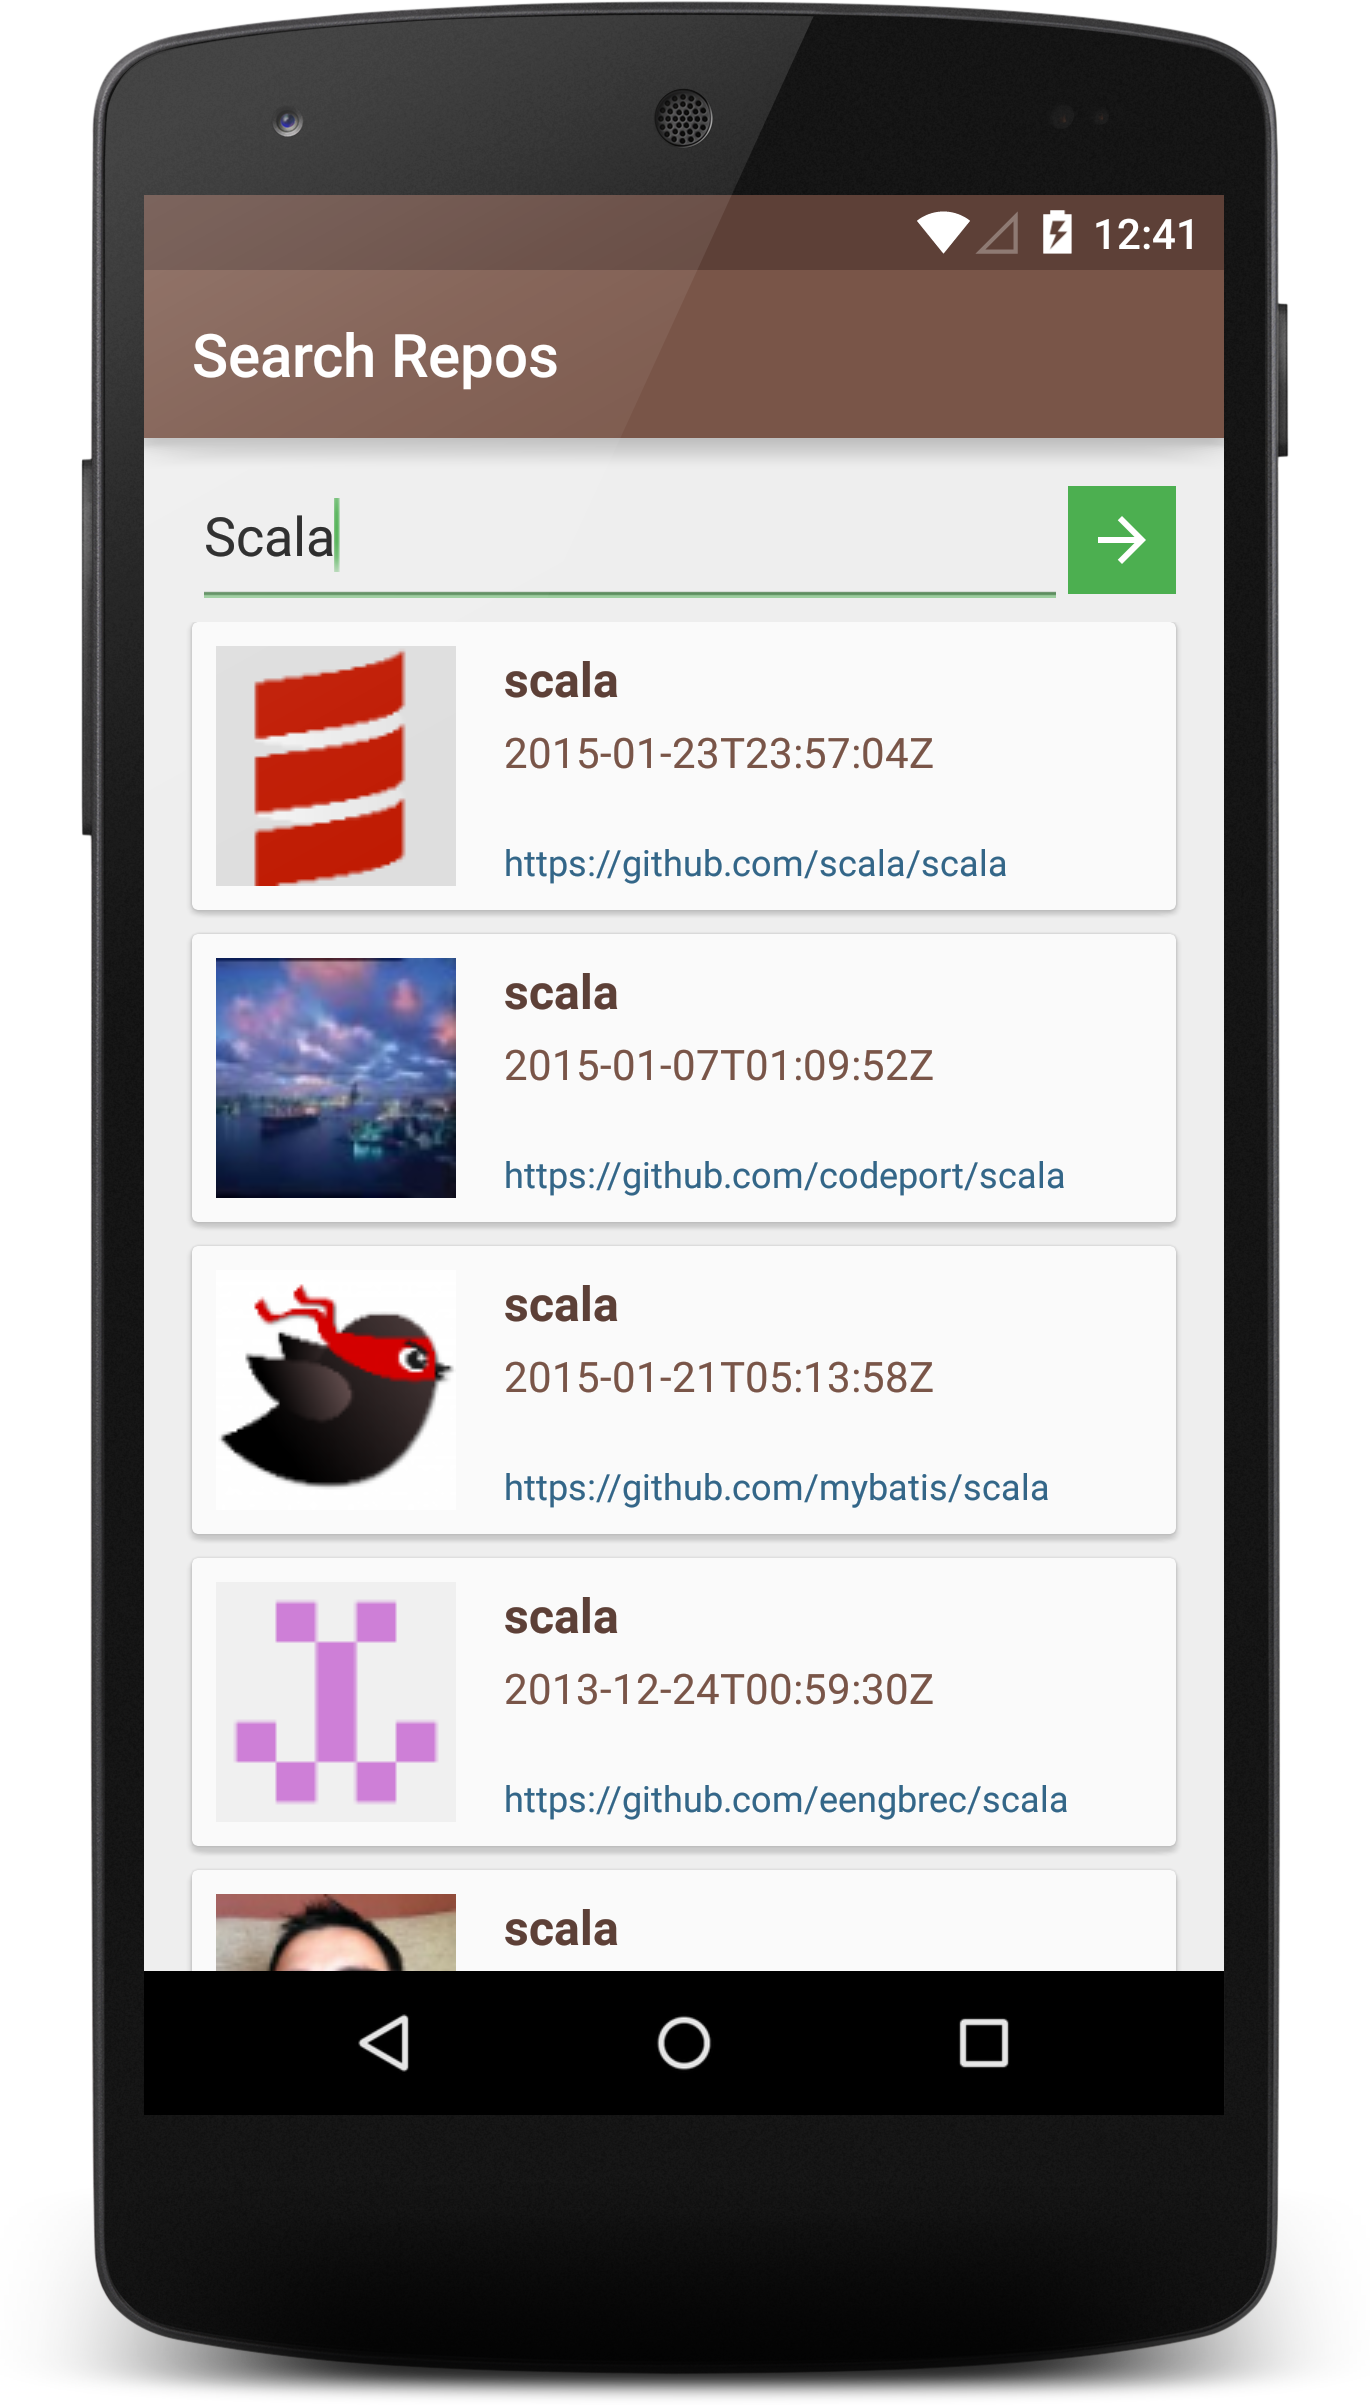 12:41
Search Repos
Scala
scala
2015-01-23T23:57:04Z
https://github.com/scala/scala
scala
2015-01-07T01:09:52Z
https://github.com/codeport/scala
scala
2015-01-21T05:13:58Z
https://github.com/mybatis/scala
scala
2013-12-24T00:59:30Z
https://github.com/eengbrec/scala
scala